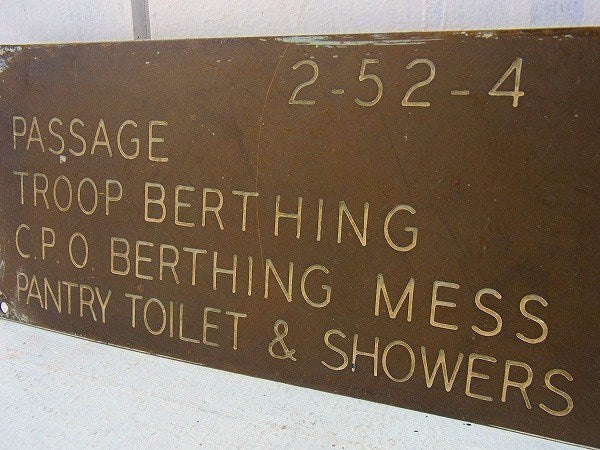 2-52-4
PASSAGE
TROOP BERTHING
C.P.O BERTHING MESS
PANTRY TOILET & SHOWERS